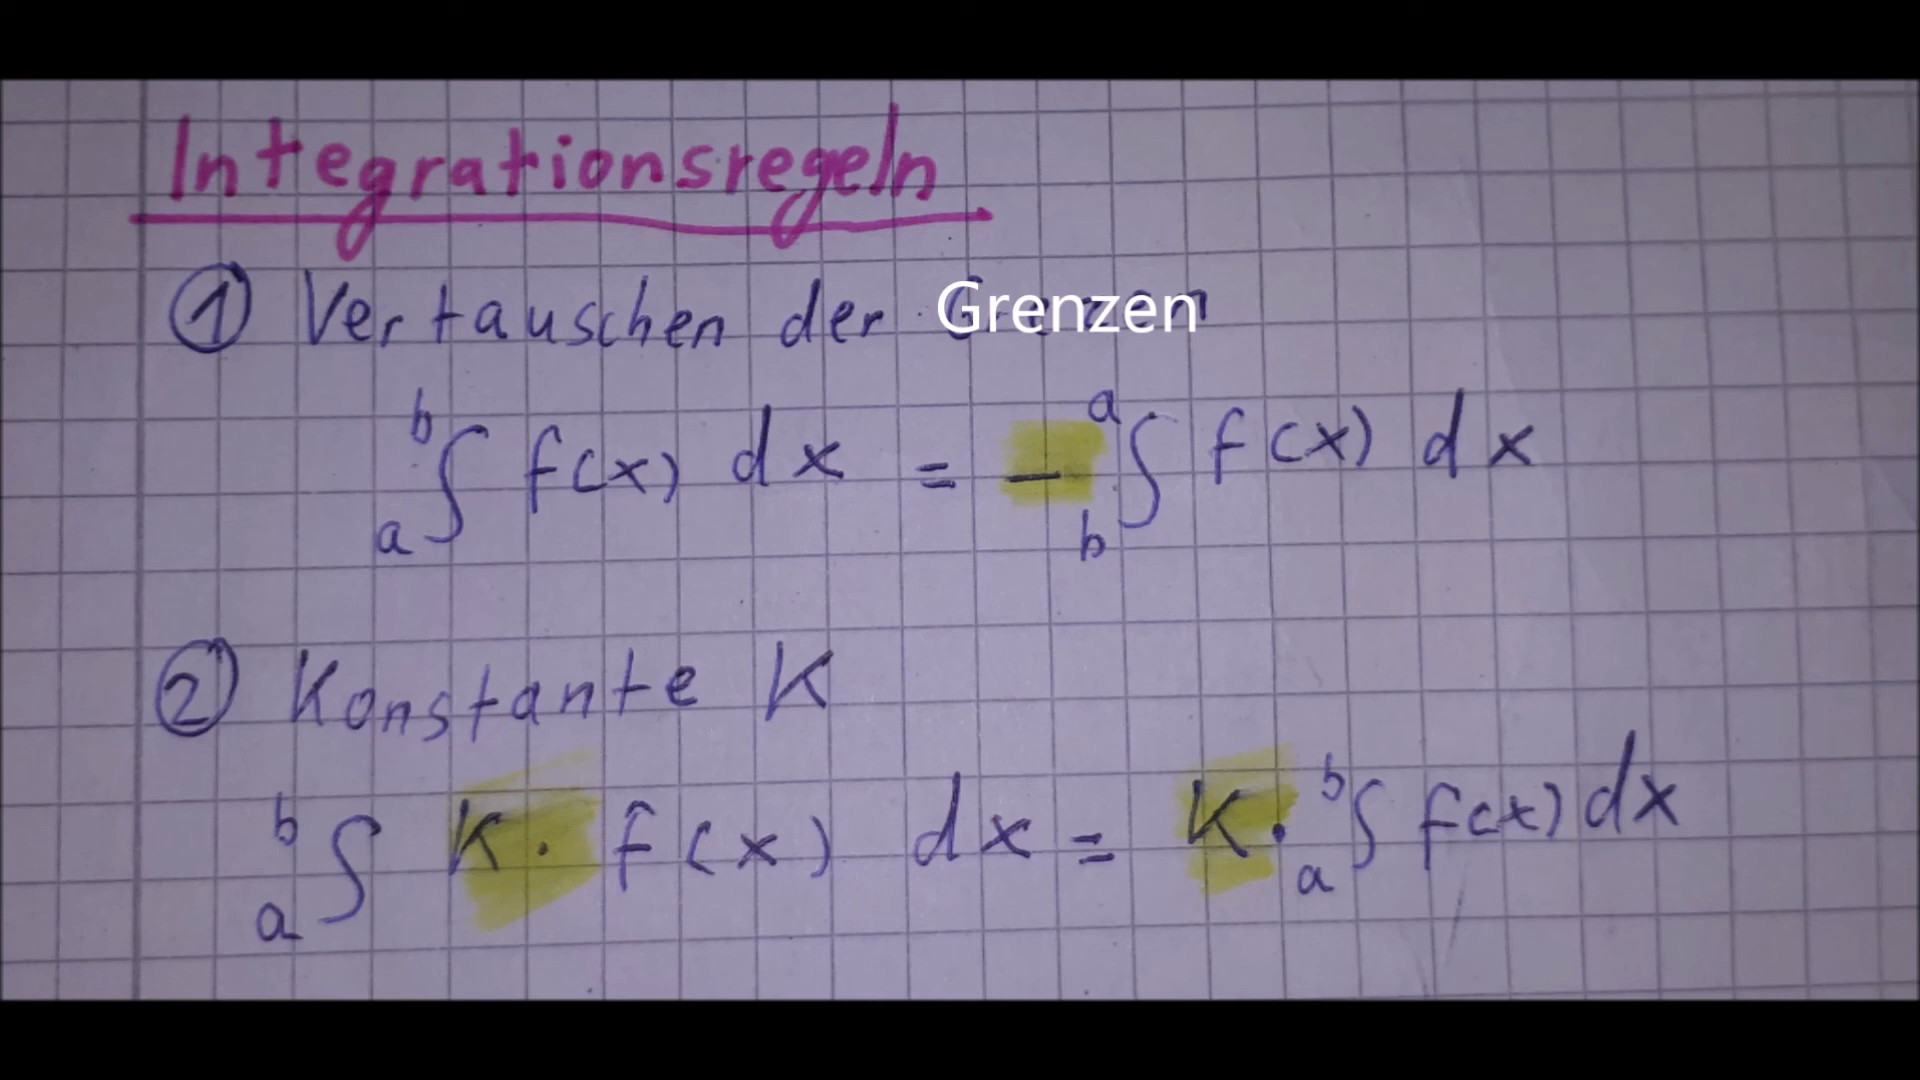 Integrationsregeln
① Vertauschen der Grenzen
b∫a f(x) dx = - a∫b f(x) dx
② Konstante K
b∫a K · f(x) dx = K · b∫a f(x) dx